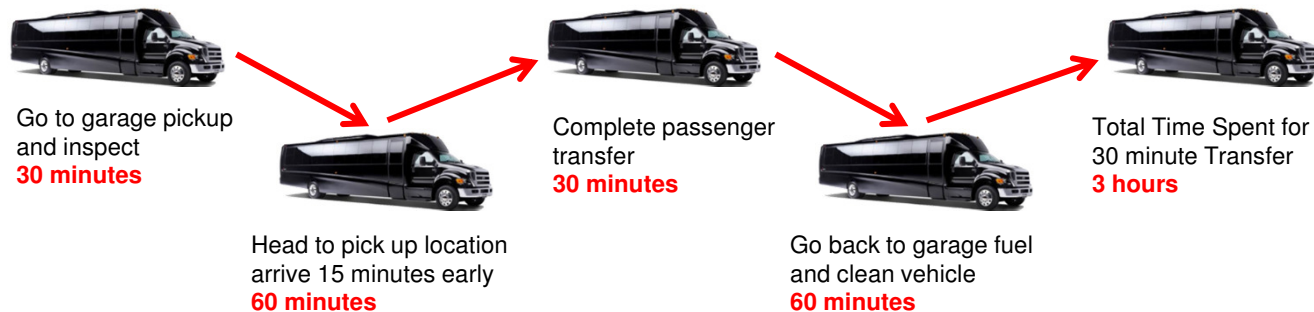 Go to garage pickup
and inspect
30 minutes
Head to pick up location
arrive 15 minutes early
60 minutes
Complete passenger
transfer
30 minutes
Go back to garage fuel
and clean vehicle
60 minutes
Total Time Spent for
30 minute Transfer
3 hours